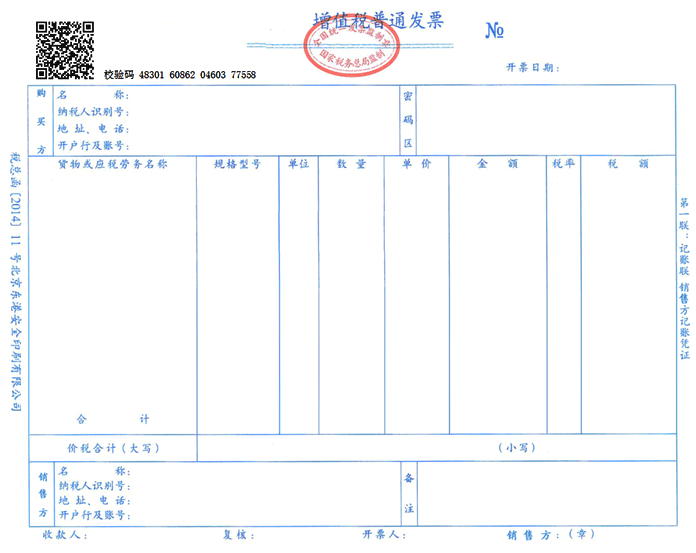 增值税普通发票
№
全国统一发票监制章
国家税务总局监制
校验码 48301 60862 04603 77558
开票日期：
购买方
名　　称：
纳税人识别号：
地 址、电 话：
开户行及账号：
密码区
货物或应税劳务名称 规格型号 单位 数 量 单 价 金 额 税率 税 额
合 计
价税合计（大写） （小写）
销售方
名　　称：
纳税人识别号：
地 址、电 话：
开户行及账号：
备注
收款人： 复核： 开票人： 销 售 方：（章）
税总函 [2014] 11 号北京东港安全印刷有限公司
第一联：记账联 销售方记账凭证